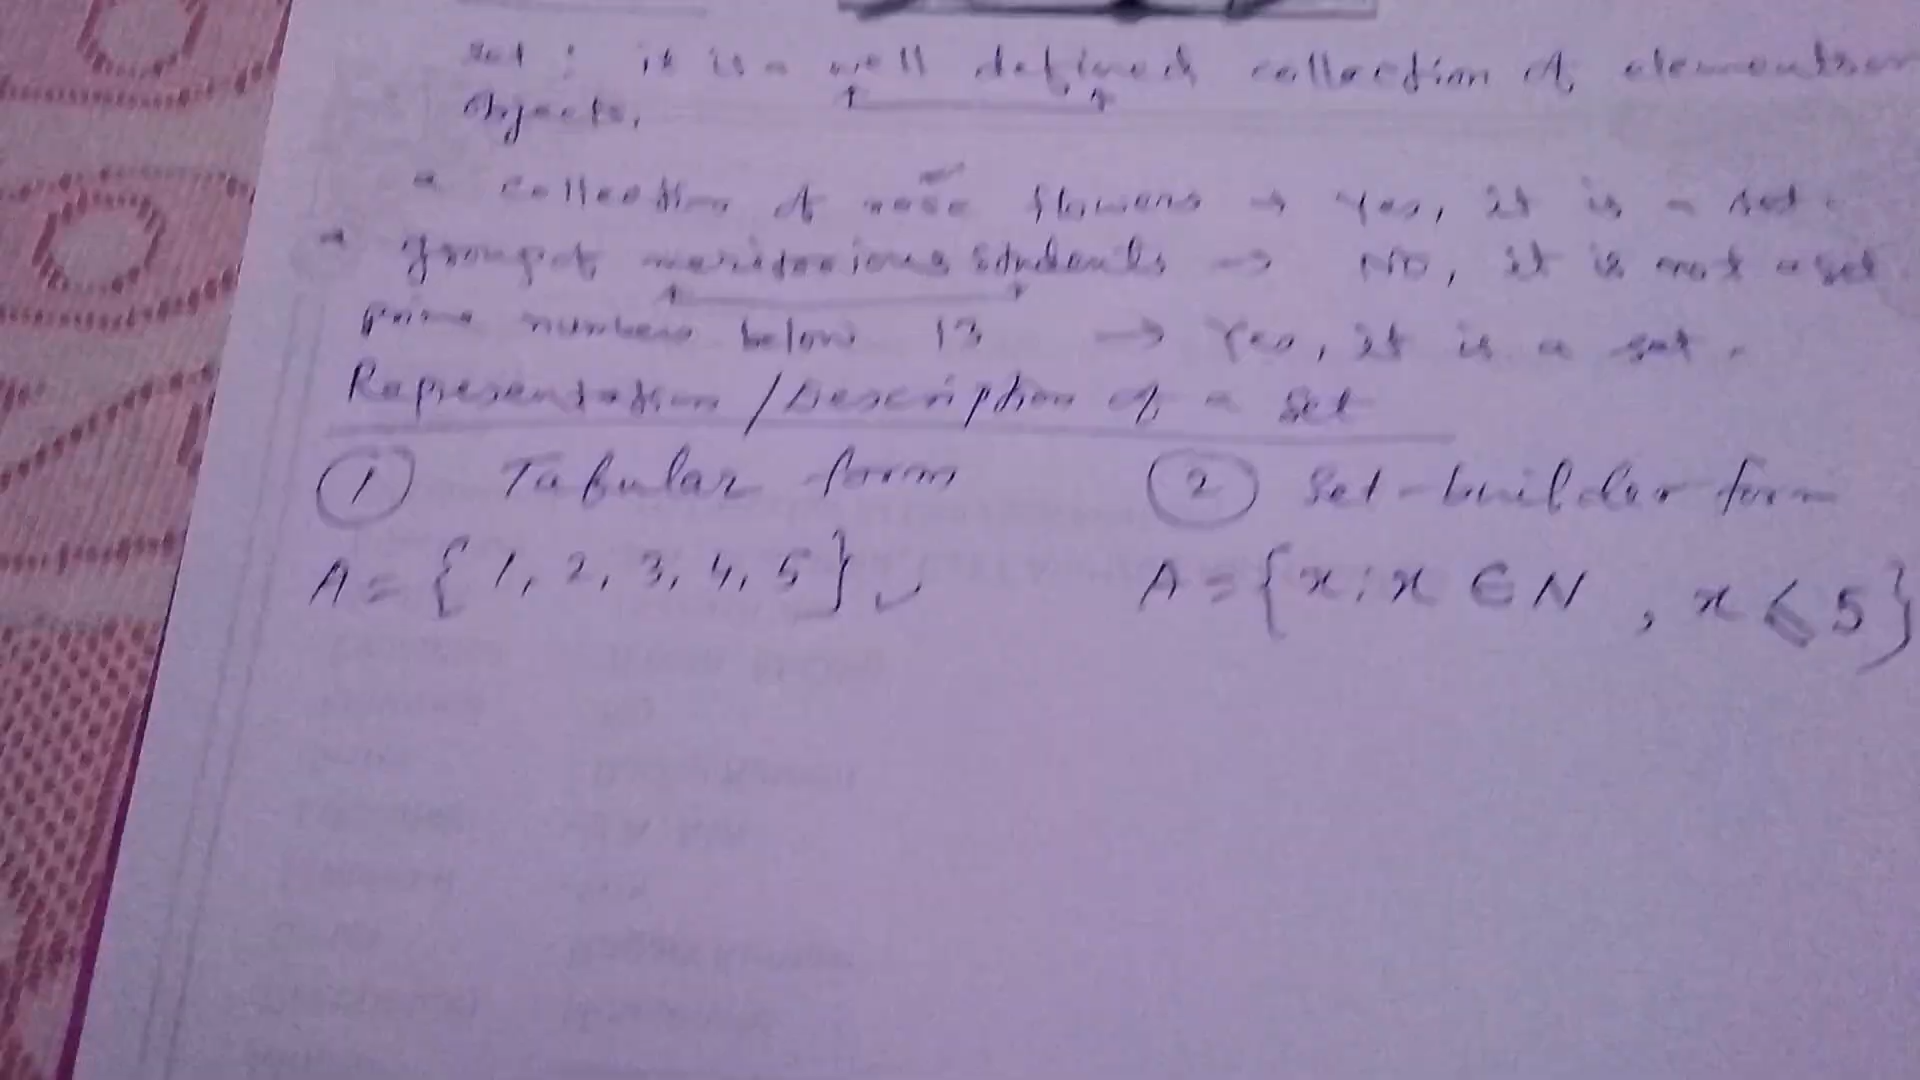 set : it is a well defined collection of elements or
objects.
a collection of rose flowers → Yes, it is a set.
→ group of meritorious students → NO, it is not a set
prime numbers below 13 → Yes, it is a set.
Representation / Description of a set
① Tabular form ② Set-builder form
A = { 1, 2, 3, 4, 5 } ✓ A = { x : x ∈ N , x ⩽ 5 }